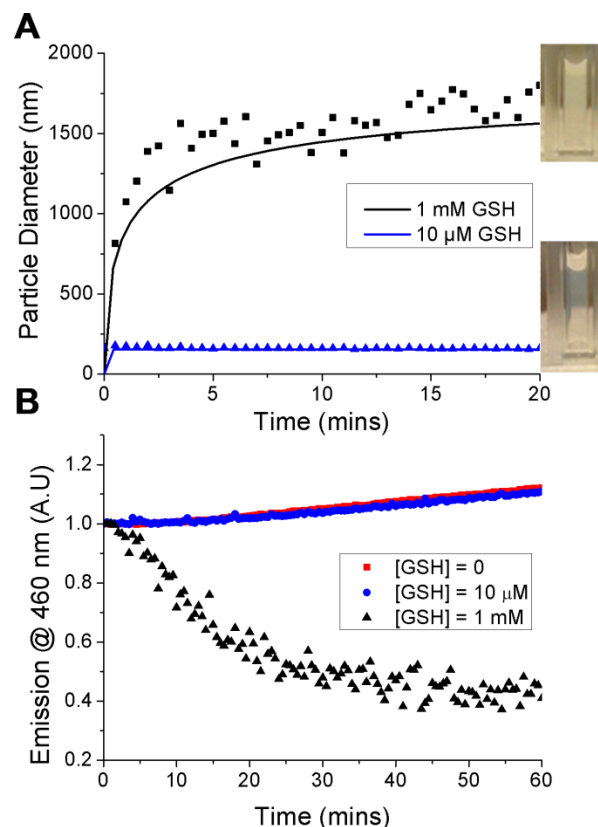 A
Particle Diameter (nm)
2000
1500
1000
500
0
1 mM GSH
10 µM GSH
0 5 10 15 20
Time (mins)
B
Emission @ 460 nm (A.U)
1.2
1.0
0.8
0.6
0.4
0.2
[GSH] = 0
[GSH] = 10 µM
[GSH] = 1 mM
0 10 20 30 40 50 60
Time (mins)